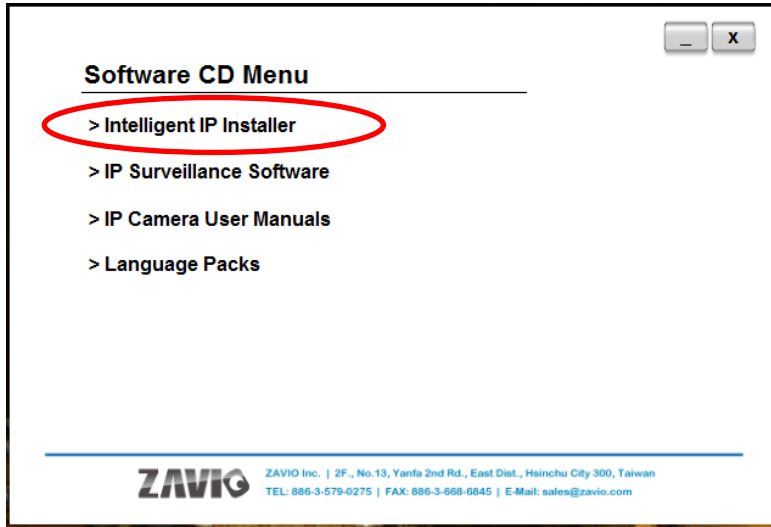 _ X
Software CD Menu
> Intelligent IP Installer
> IP Surveillance Software
> IP Camera User Manuals
> Language Packs
ZAVIO
ZAVIO Inc. | 2F., No.13, Yanfa 2nd Rd., East Dist., Hsinchu City 300, Taiwan
TEL: 886-3-579-0275 | FAX: 886-3-668-6845 | E-Mail: sales@zavio.com